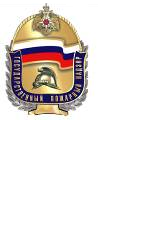 ГОСУДАРСТВЕННЫЙ ПОЖАРНЫЙ НАДЗОР